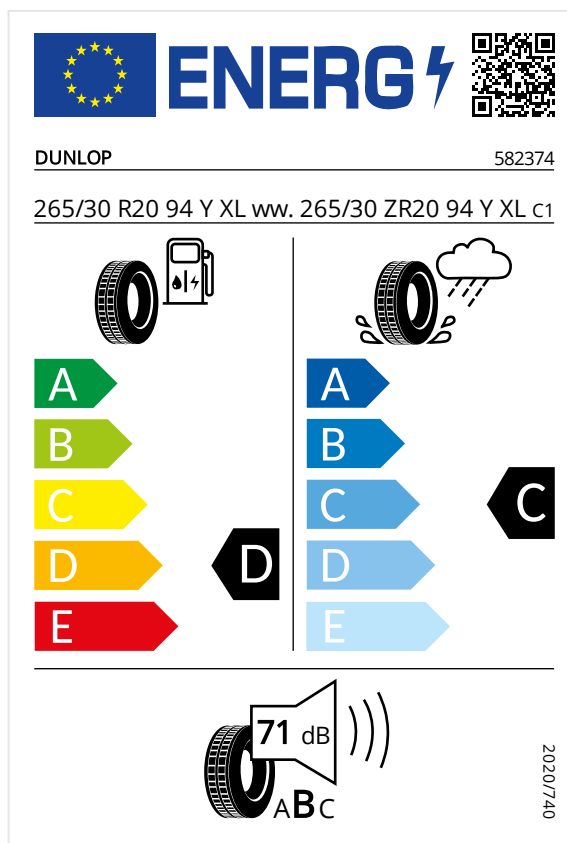 ENERG
DUNLOP 582374
265/30 R20 94 Y XL ww. 265/30 ZR20 94 Y XL C1
A A
B B
C C C
D D D
E E
71 dB
ABC
2020/740